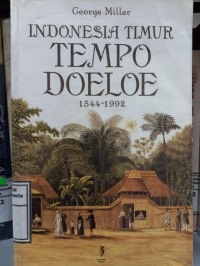 George Miller
INDONESIA TIMUR
TEMPO
DOELOE
1544-1992